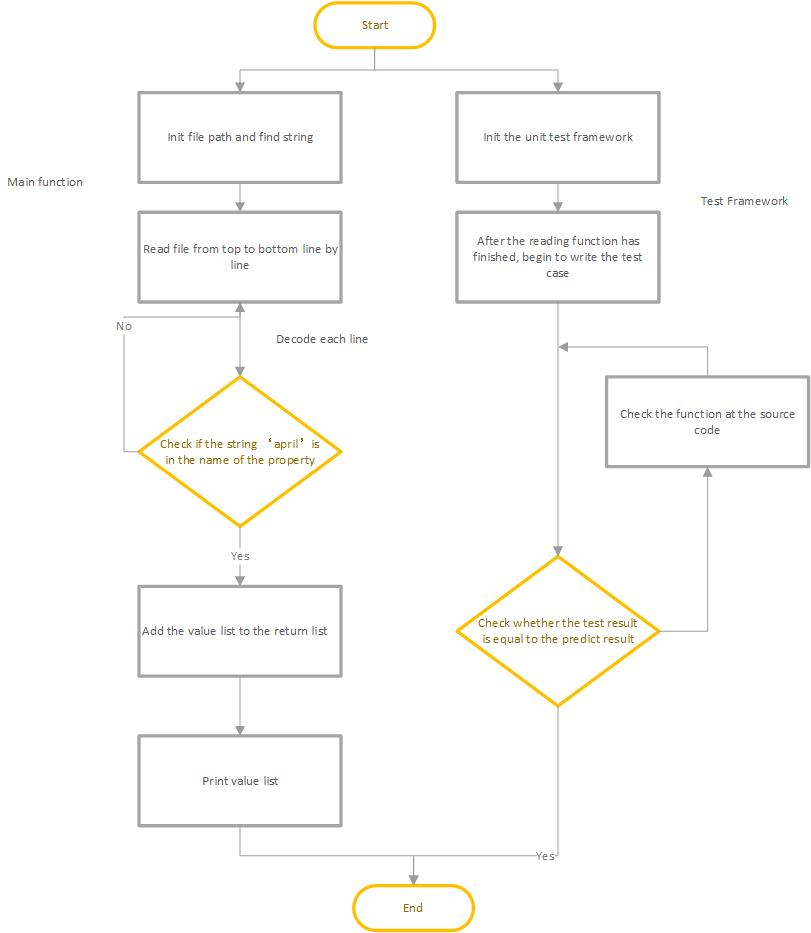 Start
Init file path and find string
Init the unit test framework
Main function
Test Framework
Read file from top to bottom line by
line
After the reading function has
finished, begin to write the test
case
No
Decode each line
Check the function at the source
code
Check if the string ‘april’ is
in the name of the property
Yes
Add the value list to the return list
Check whether the test result
is equal to the predict result
Print value list
Yes
End